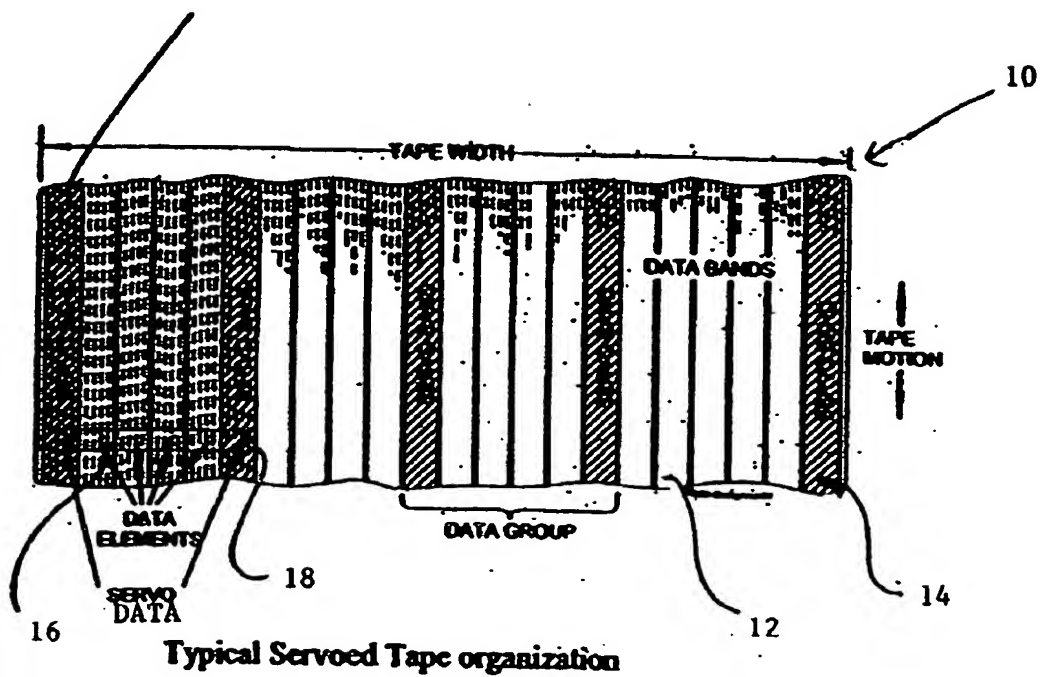 10
TAPE WIDTH
DATA BANDS
TAPE
MOTION
DATA
ELEMENTS
DATA GROUP
SERVO
DATA
16
18
12
14
Typical Servoed Tape organization